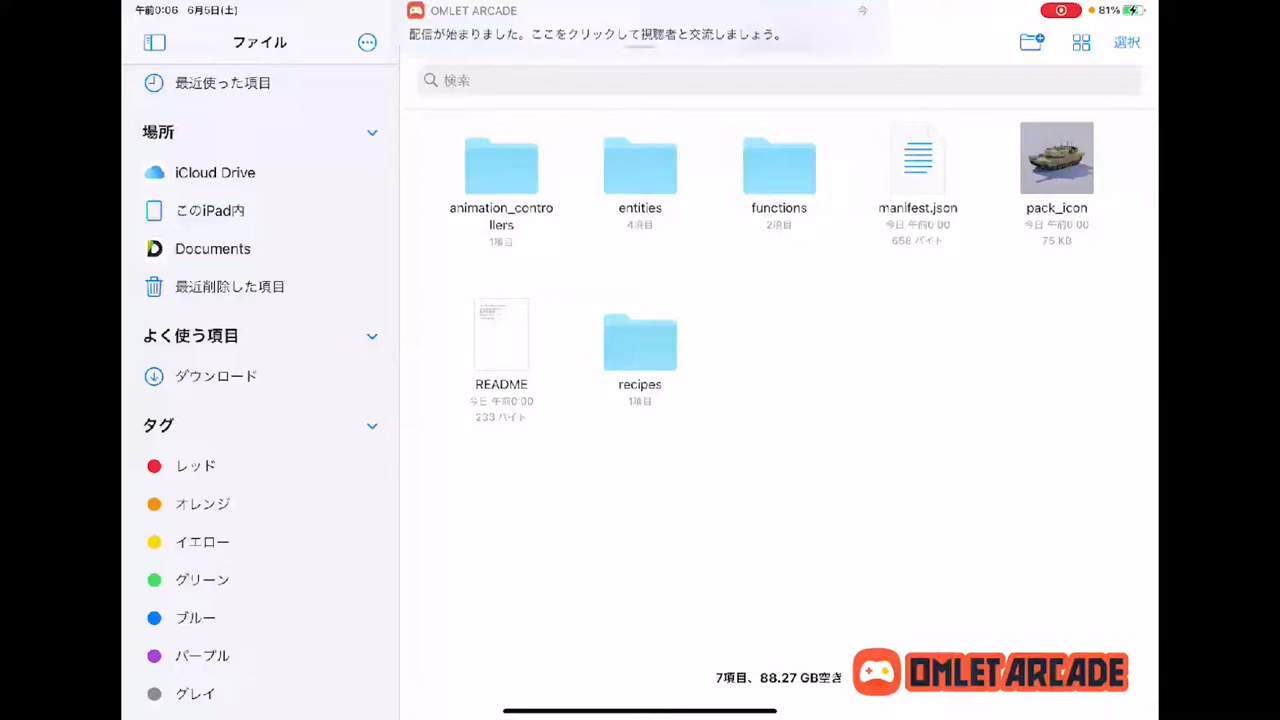 午前0:06 6月5日(土)
OMLET ARCADE
今
81%
ファイル
配信が始まりました。ここをクリックして視聴者と交流しましょう。
選択
最近使った項目
検索
場所
iCloud Drive
このiPad内
Documents
最近削除した項目
よく使う項目
ダウンロード
タグ
レッド
オレンジ
イエロー
グリーン
ブルー
パープル
グレイ
animation_contro
llers
1項目
entities
4項目
functions
2項目
manifest.json
今日 午前0:00
658 バイト
pack_icon
今日 午前0:00
75 KB
README
今日 午前0:00
233 バイト
recipes
1項目
7項目、88.27 GB空き
OMLET ARCADE